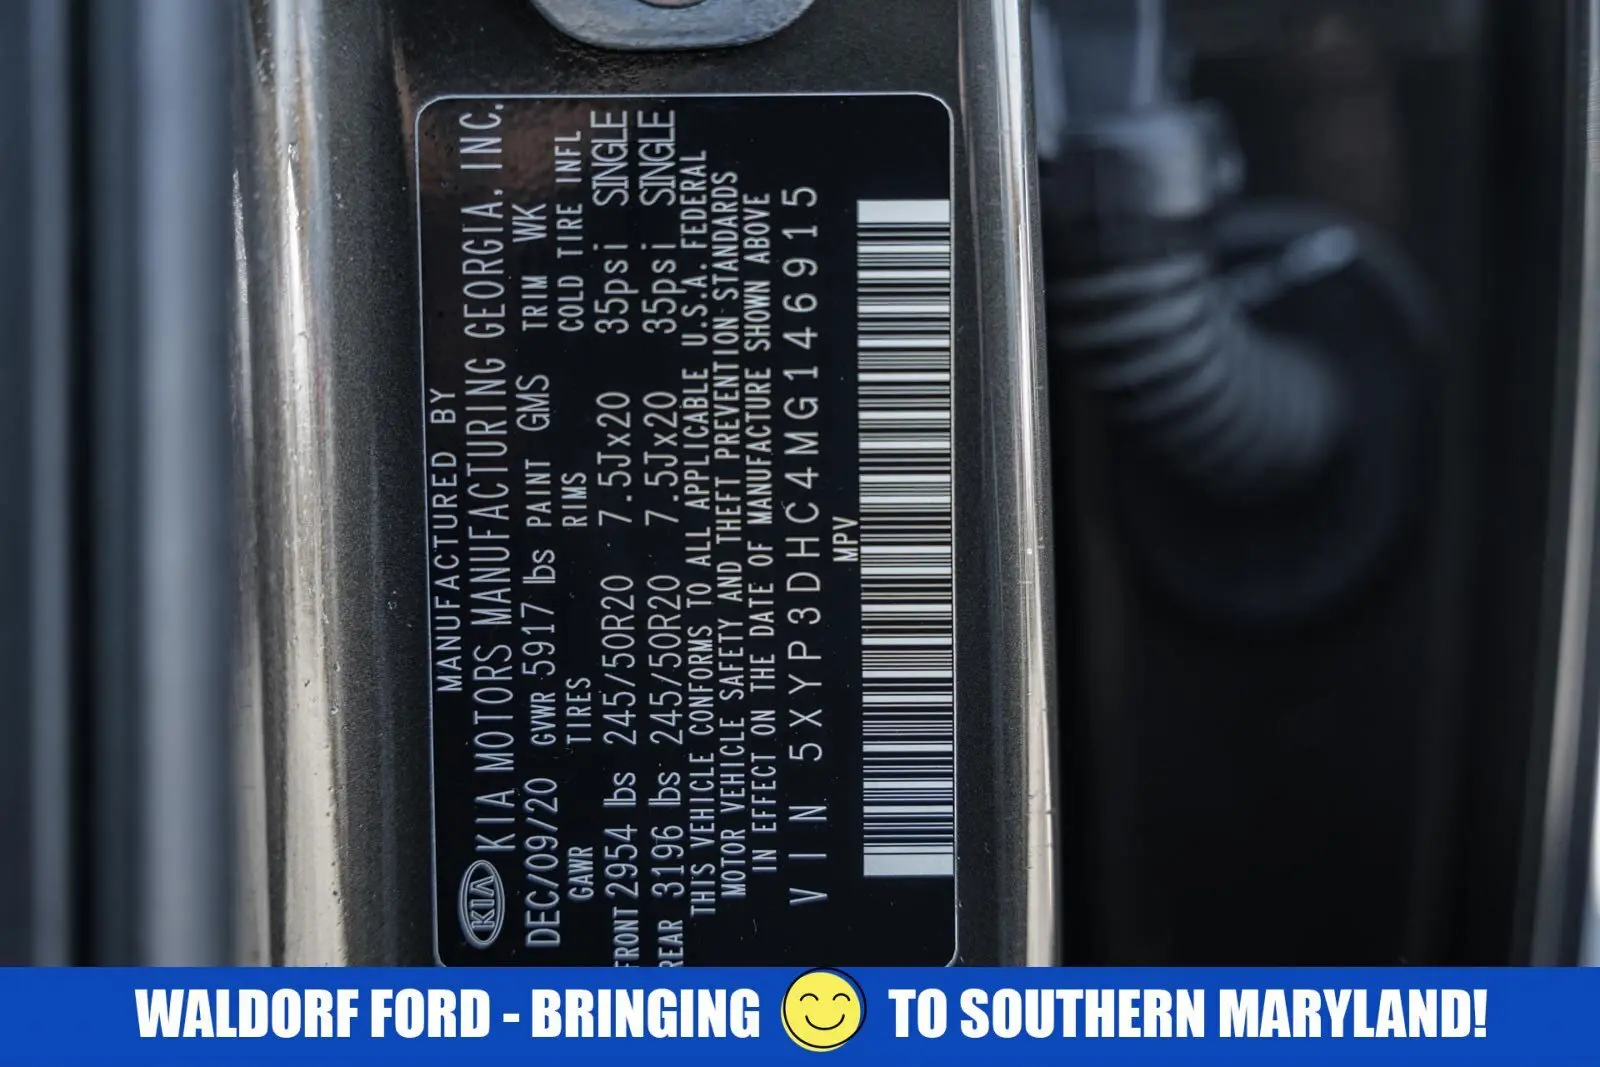 MANUFACTURED BY
KIA KIA MOTORS MANUFACTURING GEORGIA, INC.
DEC/09/20 GVWR 5917 lbs PAINT GMS TRIM WK
GAWR TIRES RIMS COLD TIRE INFL
FRONT 2954 lbs 245/50R20 7.5Jx20 35psi SINGLE
REAR 3196 lbs 245/50R20 7.5Jx20 35psi SINGLE
THIS VEHICLE CONFORMS TO ALL APPLICABLE U.S.A. FEDERAL
MOTOR VEHICLE SAFETY AND THEFT PREVENTION STANDARDS
IN EFFECT ON THE DATE OF MANUFACTURE SHOWN ABOVE
VIN 5XYP3DHC4MG146915
MPV
WALDORF FORD - BRINGING TO SOUTHERN MARYLAND!